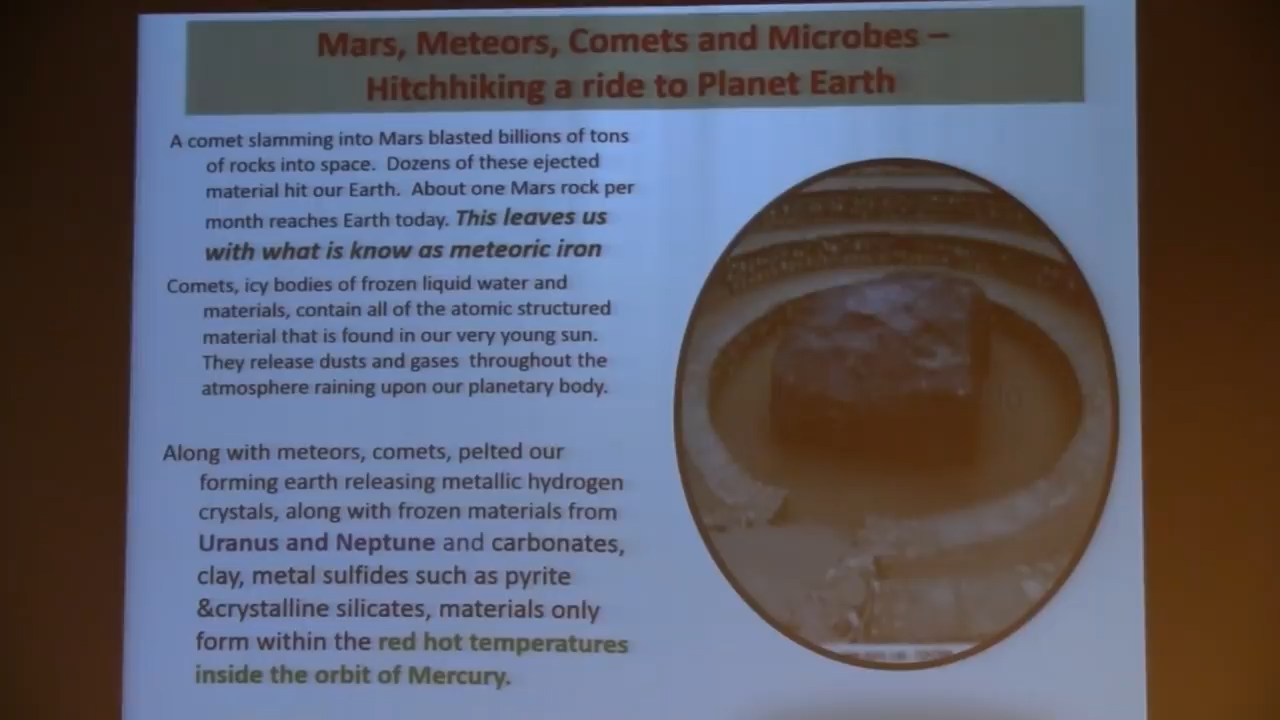 Mars, Meteors, Comets and Microbes –
Hitchhiking a ride to Planet Earth
A comet slamming into Mars blasted billions of tons
of rocks into space. Dozens of these ejected
material hit our Earth. About one Mars rock per
month reaches Earth today. This leaves us
with what is know as meteoric iron
Comets, icy bodies of frozen liquid water and
materials, contain all of the atomic structured
material that is found in our very young sun.
They release dusts and gases throughout the
atmosphere raining upon our planetary body.
Along with meteors, comets, pelted our
forming earth releasing metallic hydrogen
crystals, along with frozen materials from
Uranus and Neptune and carbonates,
clay, metal sulfides such as pyrite
&crystalline silicates, materials only
form within the red hot temperatures
inside the orbit of Mercury.